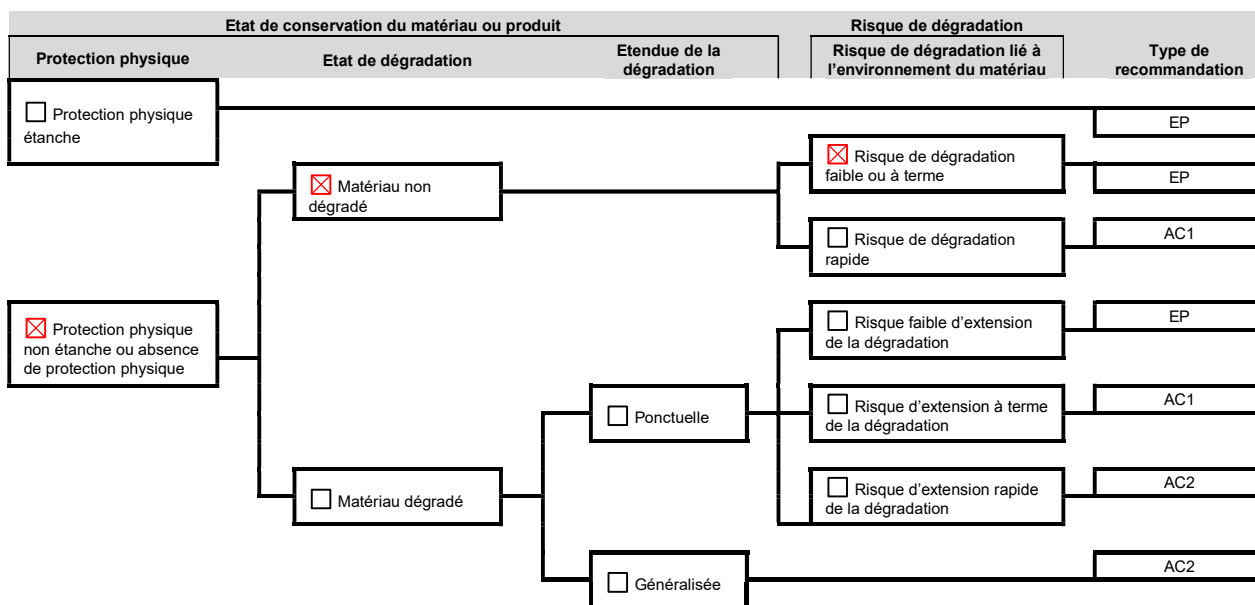 Etat de conservation du matériau ou produit
Risque de dégradation
Protection physique
Etat de dégradation
Etendue de la
dégradation
Risque de dégradation lié à
l'environnement du matériau
Type de
recommandation
Protection physique
étanche
EP
Matériau non
dégradé
Risque de dégradation
faible ou à terme
EP
Risque de dégradation
rapide
AC1
Protection physique
non étanche ou absence
de protection physique
Risque faible d'extension
de la dégradation
EP
Ponctuelle
Risque d'extension à terme
de la dégradation
AC1
Matériau dégradé
Risque d'extension rapide
de la dégradation
AC2
Généralisée
AC2